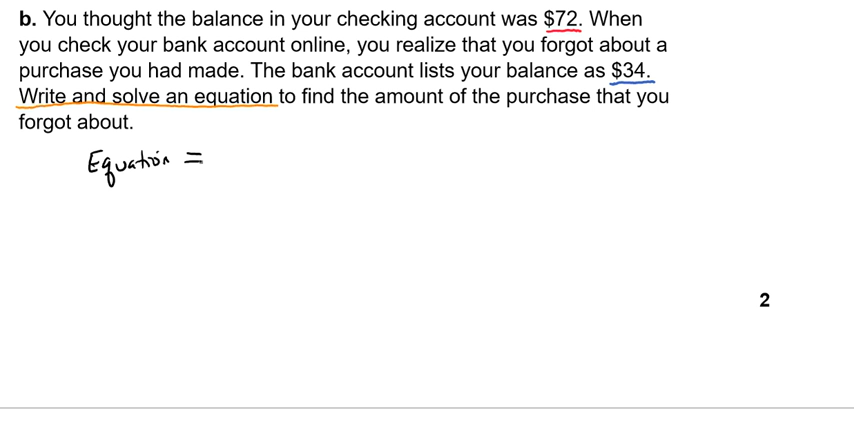 b. You thought the balance in your checking account was $72. When
you check your bank account online, you realize that you forgot about a
purchase you had made. The bank account lists your balance as $34.
Write and solve an equation to find the amount of the purchase that you
forgot about.
Equation =
2